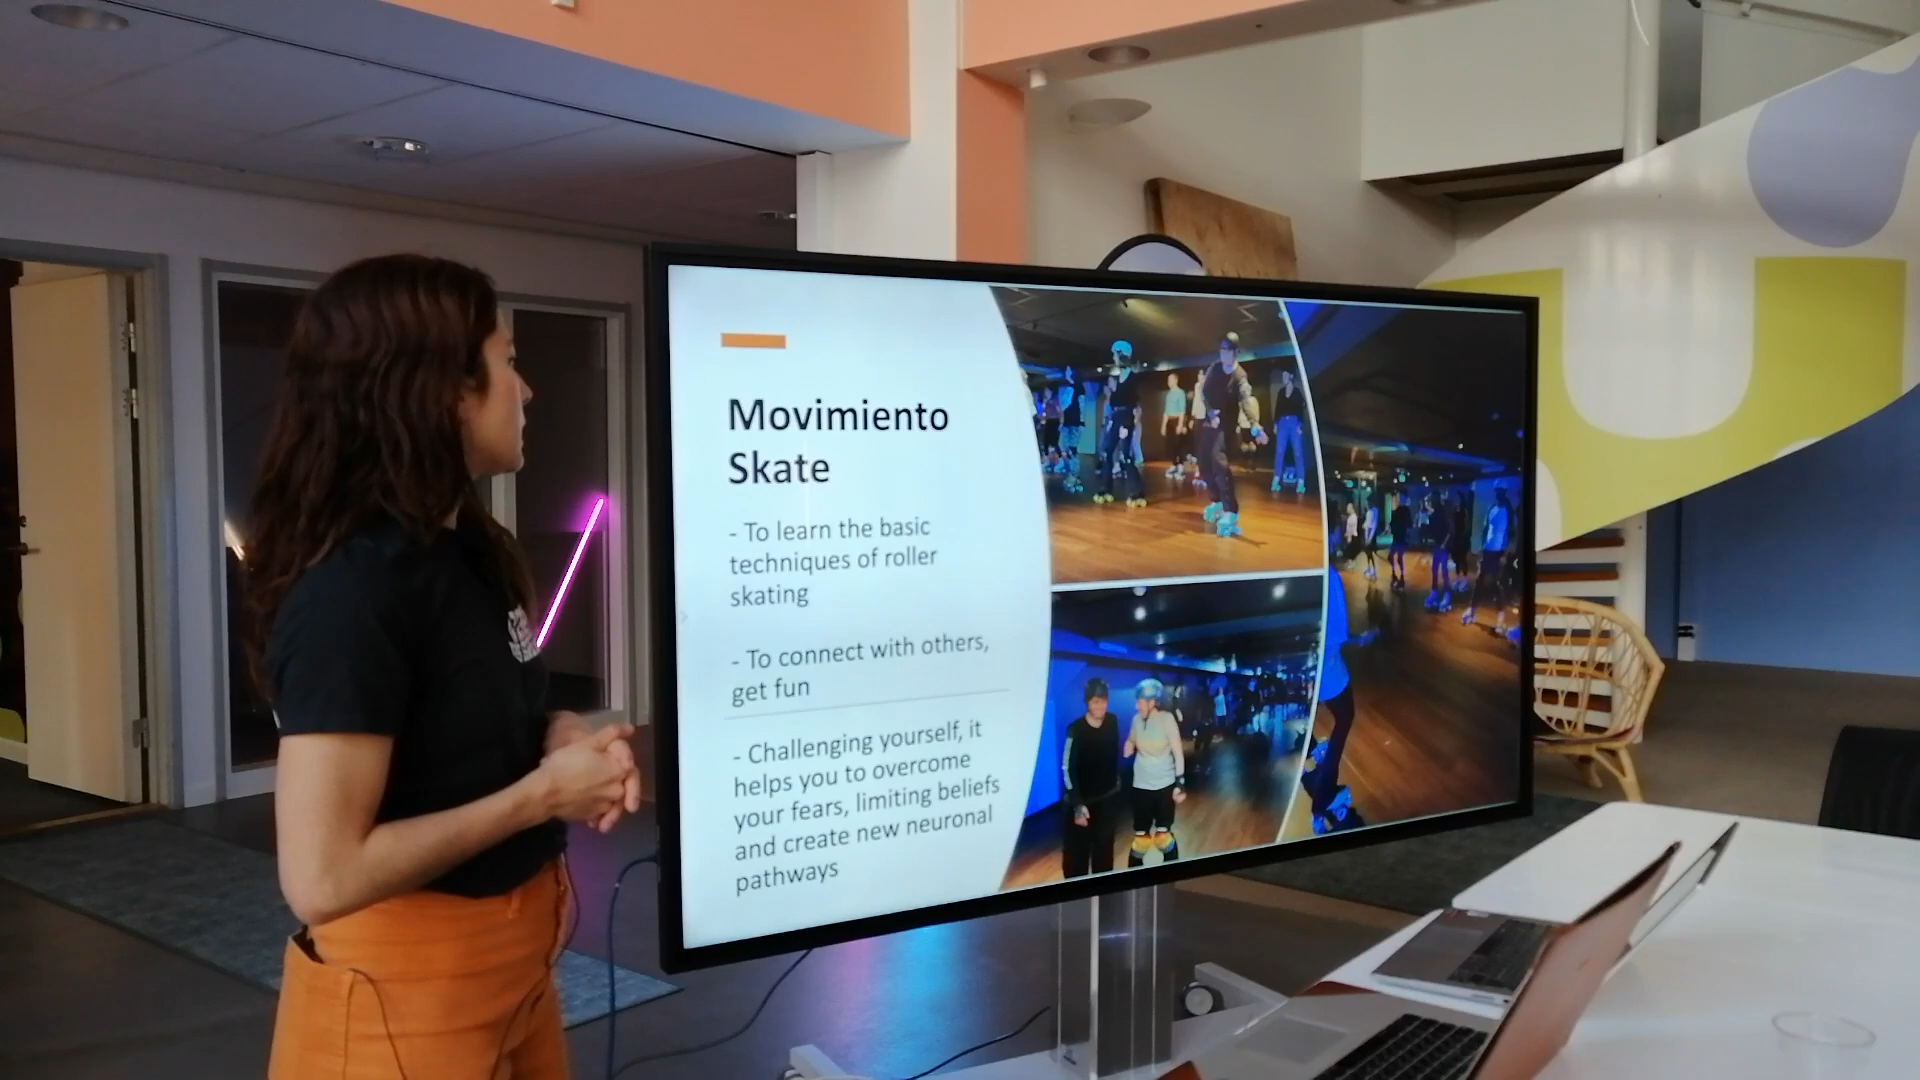 Movimiento
Skate
- To learn the basic
techniques of roller
skating
- To connect with others,
get fun
- Challenging yourself, it
helps you to overcome
your fears, limiting beliefs
and create new neuronal
pathways